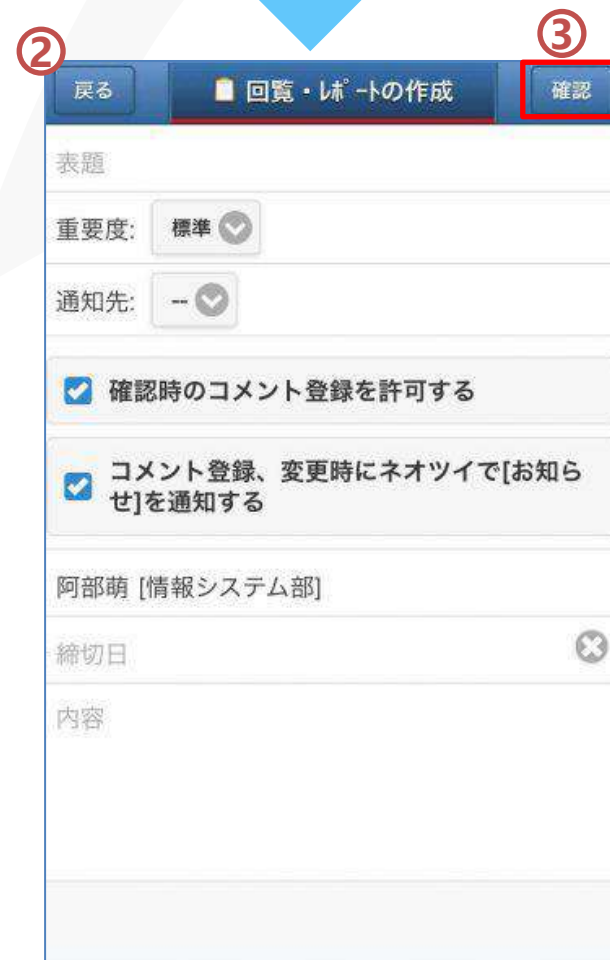 ② ③
戻る 回覧・ﾚﾎﾟｰﾄの作成 確認
表題
重要度: 標準
通知先: --
確認時のコメント登録を許可する
コメント登録、変更時にネオツイで[お知ら
せ]を通知する
阿部萌 [情報システム部]
締切日
内容